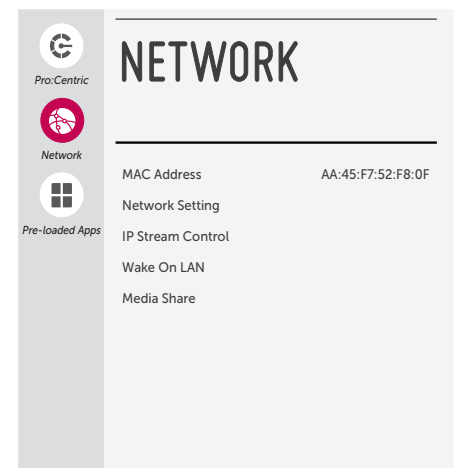 Pro:Centric
Network
Pre-loaded Apps
NETWORK
MAC Address AA:45:F7:52:F8:0F
Network Setting
IP Stream Control
Wake On LAN
Media Share